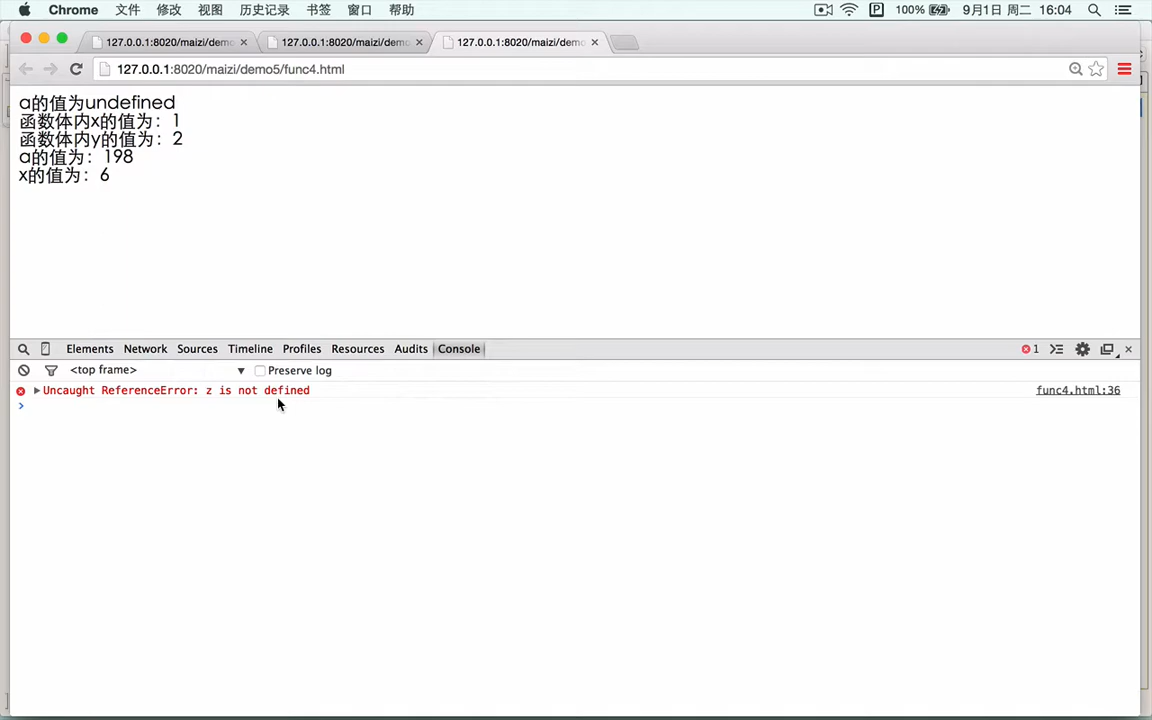 Chrome 文件 修改 视图 历史记录 书签 窗口 帮助 P 100% 9月1日 周二 16:04
127.0.0.1:8020/maizi/demo × 127.0.0.1:8020/maizi/demo × 127.0.0.1:8020/maizi/demo ×
127.0.0.1:8020/maizi/demo5/func4.html
a的值为undefined
函数体内x的值为：1
函数体内y的值为：2
a的值为：198
x的值为：6
Elements Network Sources Timeline Profiles Resources Audits Console 1
<top frame> Preserve log
Uncaught ReferenceError: z is not defined func4.html:36